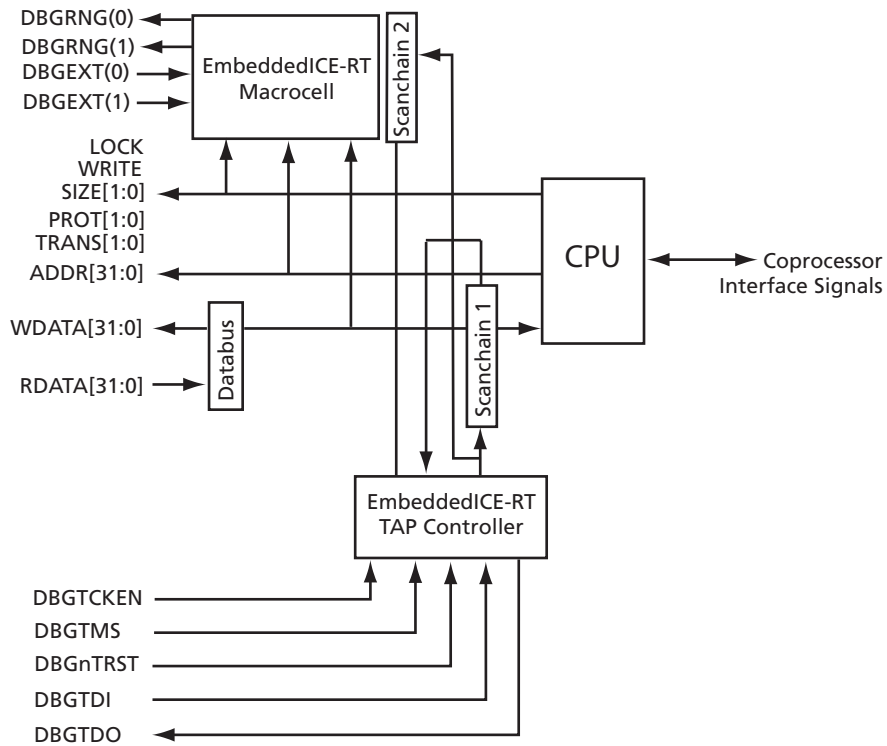 DBGRNG(0)
DBGRNG(1)
DBGEXT(0)
DBGEXT(1)
EmbeddedICE-RT
Macrocell
Scanchain 2
LOCK
WRITE
SIZE[1:0]
PROT[1:0]
TRANS[1:0]
ADDR[31:0]
WDATA[31:0]
RDATA[31:0]
Databus
Scanchain 1
CPU
Coprocessor
Interface Signals
EmbeddedICE-RT
TAP Controller
DBGTCKEN
DBGTMS
DBGnTRST
DBGTDI
DBGTDO